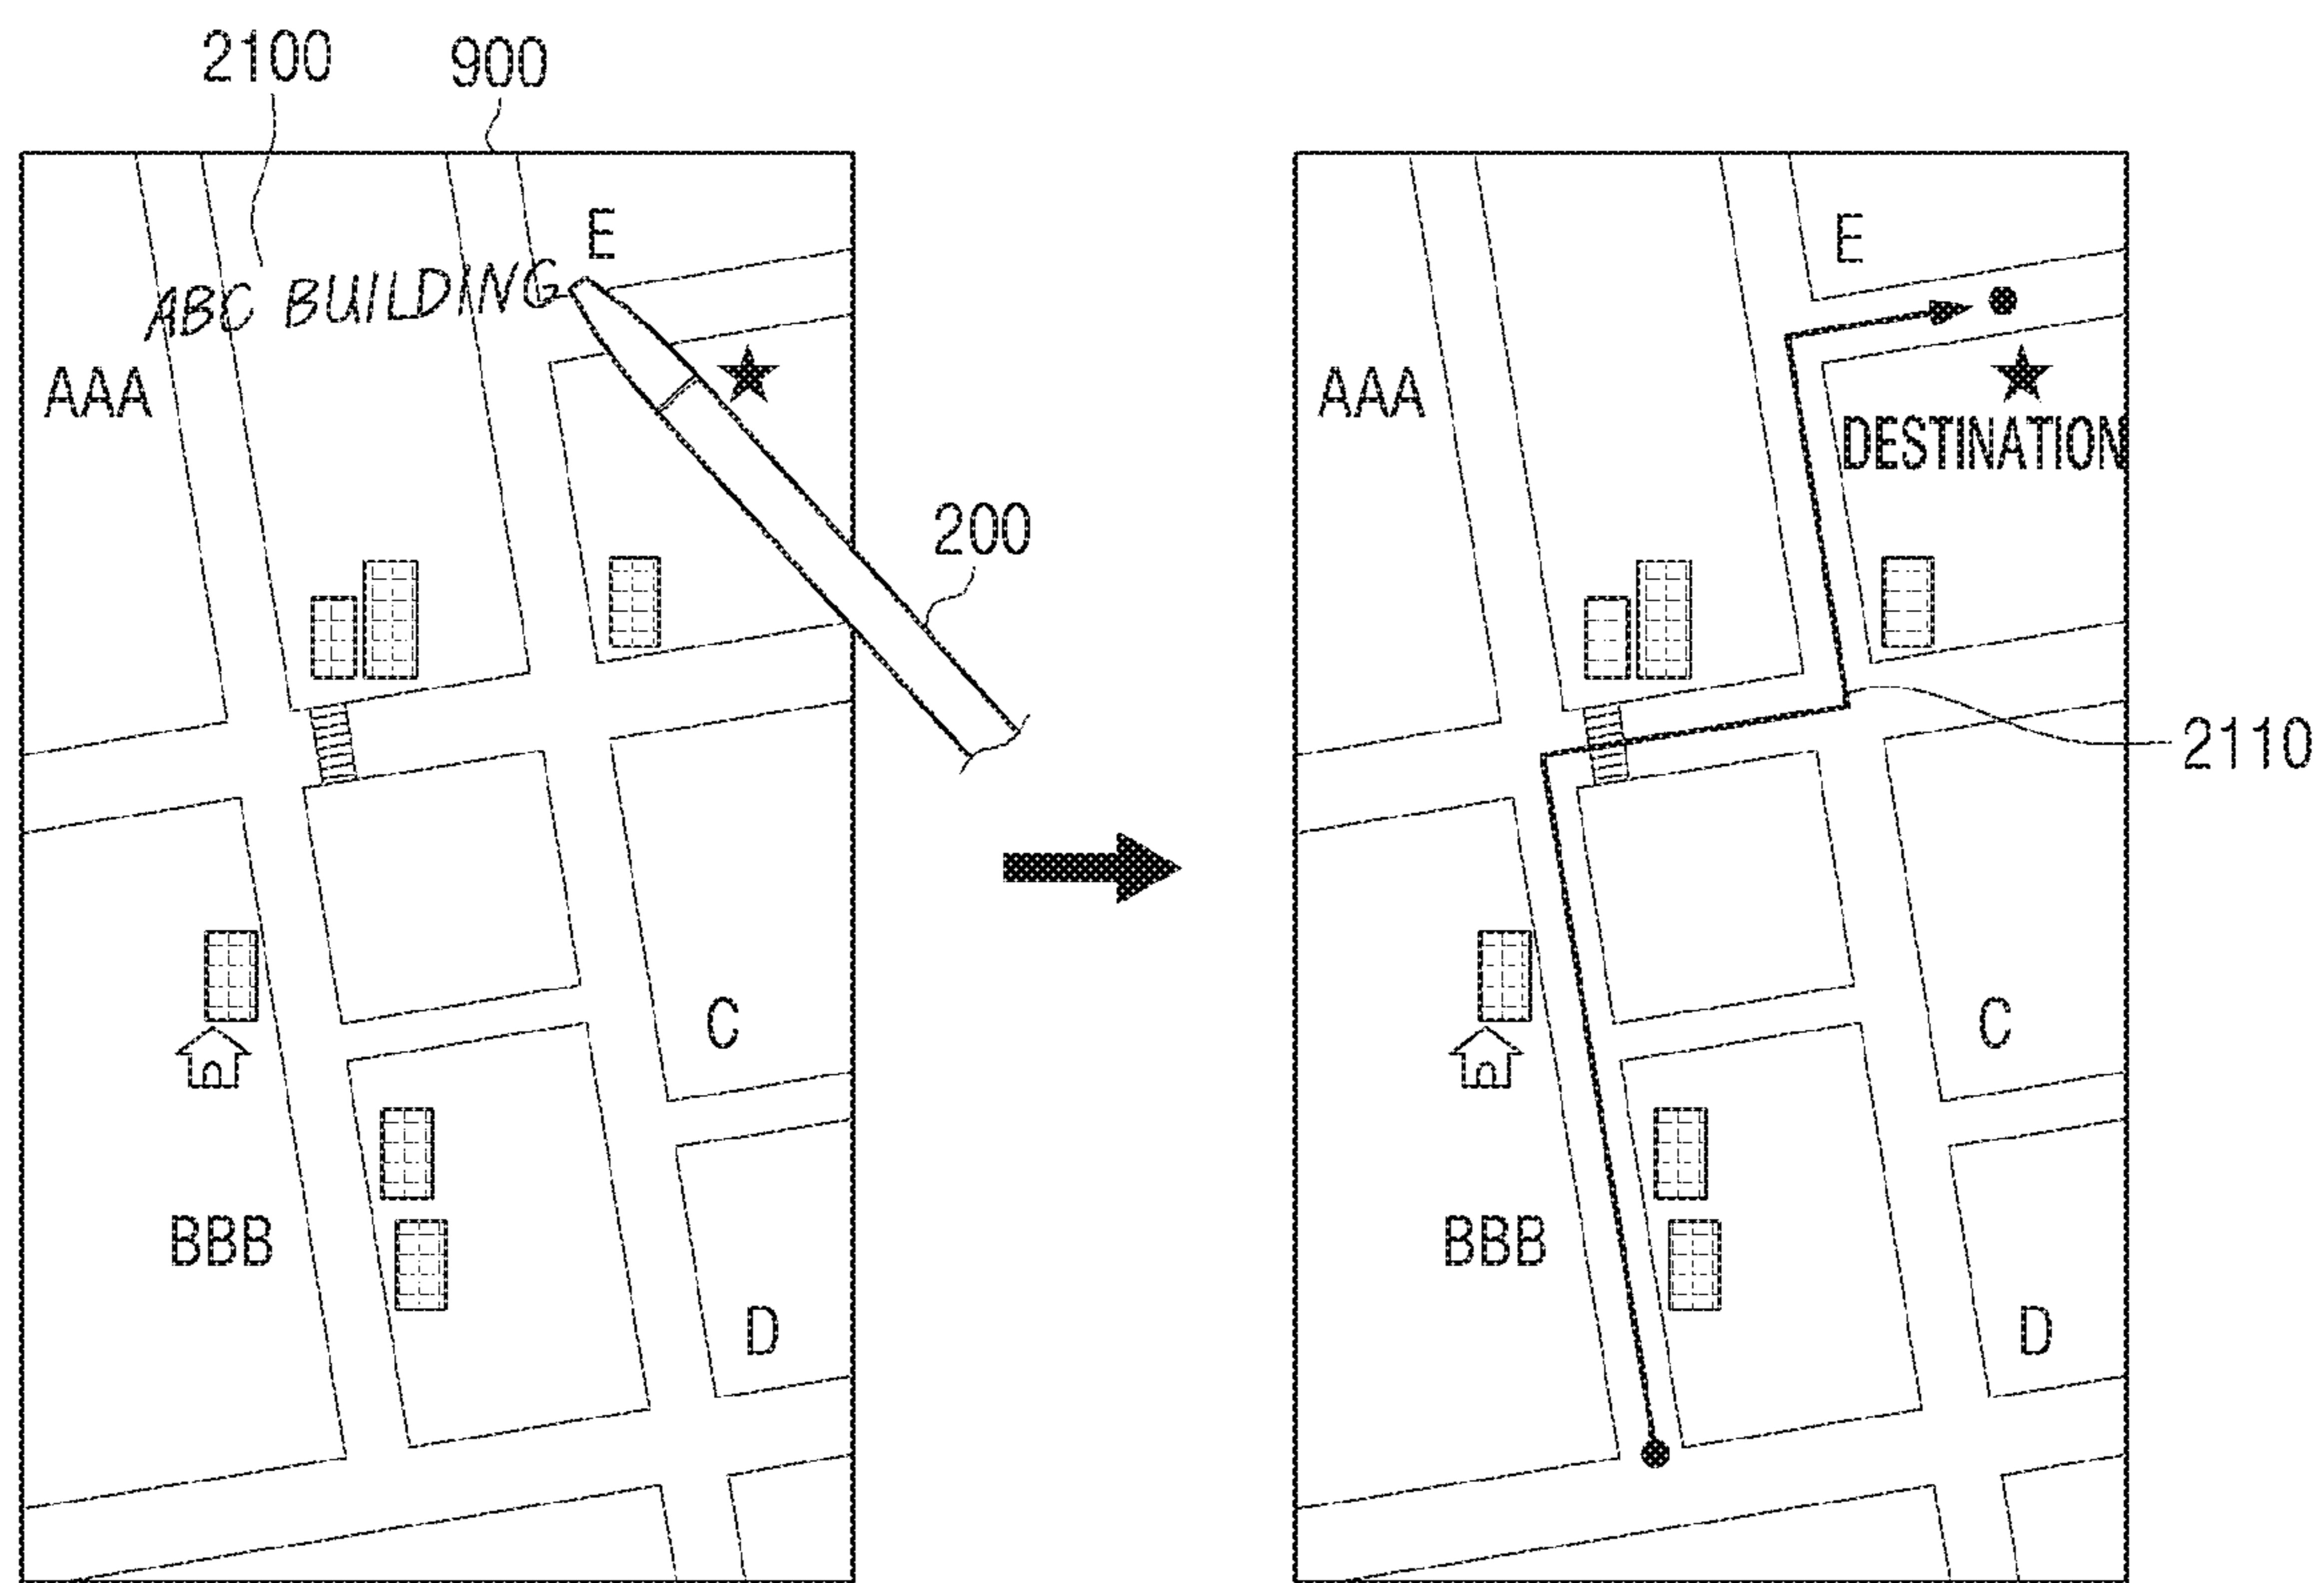 2100
900
E
ABC BUILDING
AAA
200
C
BBB
D
E
AAA
DESTINATION
2110
C
BBB
D